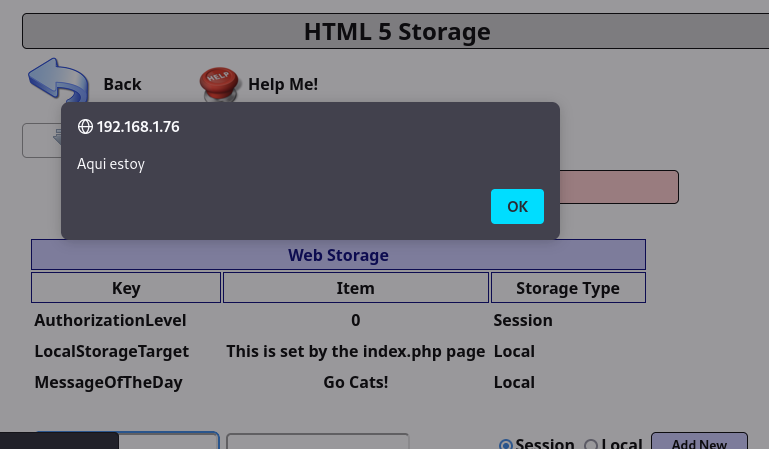 HTML 5 Storage
Back
HELP
Help Me!
192.168.1.76
Aqui estoy
OK
Web Storage
Key Item Storage Type
AuthorizationLevel 0 Session
LocalStorageTarget This is set by the index.php page Local
MessageOfTheDay Go Cats! Local
Session Local Add New